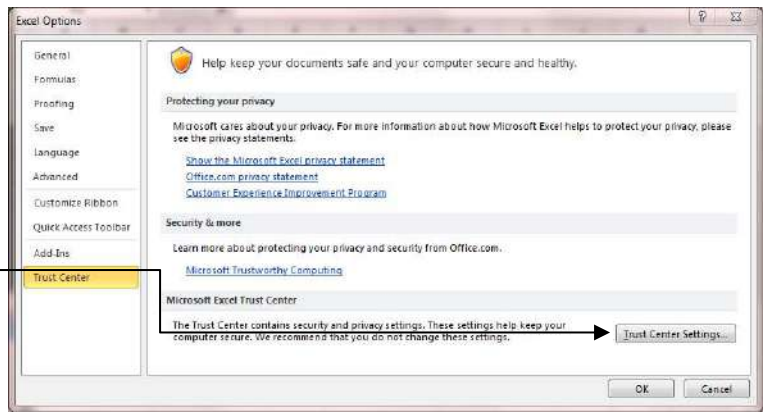 Excel Options
General
Formulas
Proofing
Save
Language
Advanced
Customize Ribbon
Quick Access Toolbar
Add-Ins
Trust Center
Help keep your documents safe and your computer secure and healthy.
Protecting your privacy
Microsoft cares about your privacy. For more information about how Microsoft Excel helps to protect your privacy, please
see the privacy statements.
Show the Microsoft Excel privacy statement
Office.com privacy statement
Customer Experience Improvement Program
Security & more
Learn more about protecting your privacy and security from Office.com.
Microsoft Trustworthy Computing
Microsoft Excel Trust Center
The Trust Center contains security and privacy settings. These settings help keep your
computer secure. We recommend that you do not change these settings.
Trust Center Settings...
OK
Cancel